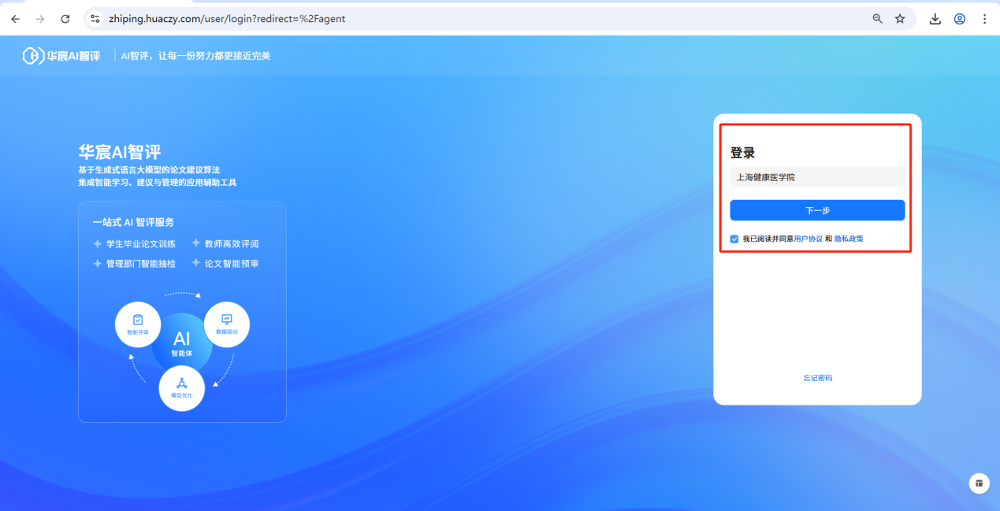 zhiping.huaczy.com/user/login?redirect=%2Fagent
华宸AI智评
AI智评，让每一份努力都更接近完美
华宸AI智评
基于生成式语言大模型的论文建议算法
集成智能学习、建议与管理的应用辅助工具
一站式 AI 智评服务
学生毕业论文训练 教师高效评阅
管理部门智能抽检 论文智能预审
智能评审
数据驱动
AI
智能体
模型优化
登录
上海健康医学院
下一步
我已阅读并同意用户协议 和 隐私政策
忘记密码